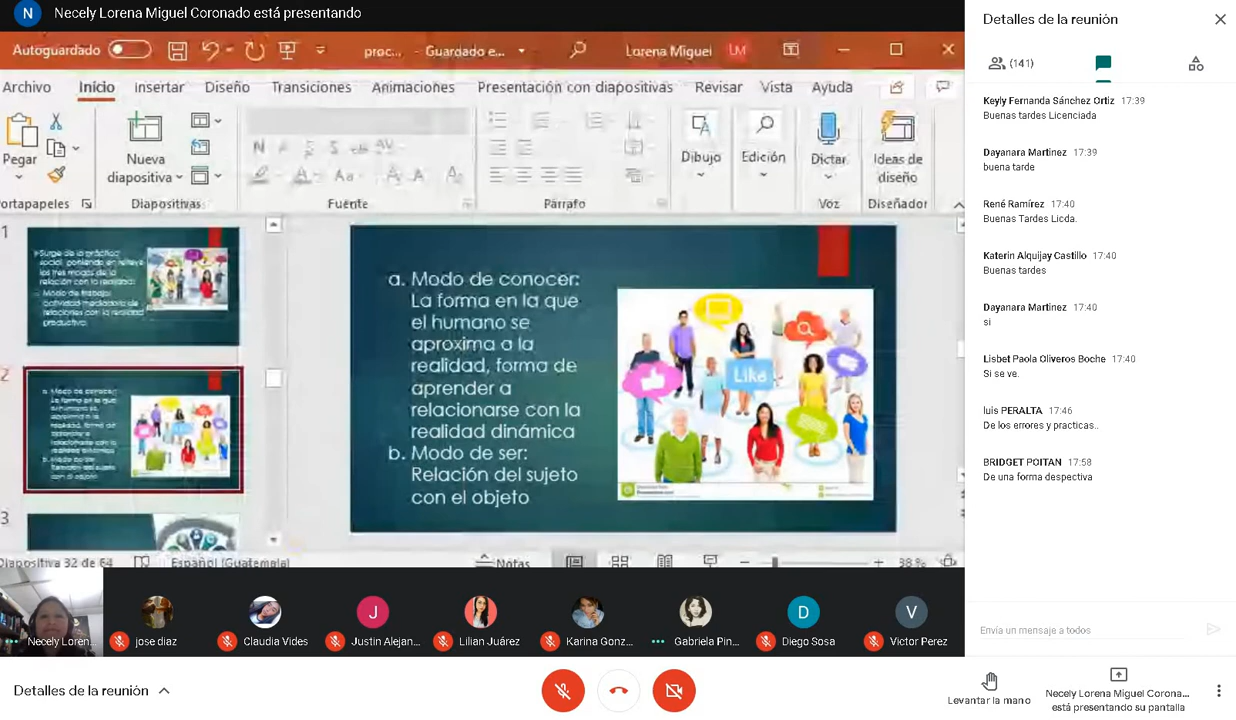 N Necely Lorena Miguel Coronado está presentando
Autoguardado
proc... - Guardado e...
Lorena Miguel LM
Archivo Inicio Insertar Diseño Transiciones Animaciones Presentación con diapositivas Revisar Vista Ayuda
Pegar
Nueva
diapositiva
Dibujo
Edición
Dictar
Ideas de
diseño
ortapapeles
Diapositivas
Fuente
Párrafo
Voz
Diseñador
1
2
3
a. Modo de conocer:
La forma en la que
el humano se
aproxima a la
realidad, forma de
aprender a
relacionarse con la
realidad dinámica
b. Modo de ser:
Relación del sujeto
con el objeto
Like
Diapositiva 32 de 64
Español (Guatemala)
Notas
38 %
Necely Loren...
jose diaz
Claudia Vides
J
Justin Alejan...
Lilian Juárez
Karina Gonz...
Gabriela Pin...
D
Diego Sosa
V
Victor Perez
Detalles de la reunión
Detalles de la reunión
(141)
Keyly Fernanda Sánchez Ortiz 17:39
Buenas tardes Licenciada
Dayanara Martinez 17:39
buena tarde
René Ramírez 17:40
Buenas Tardes Licda.
Katerin Alquijay Castillo 17:40
Buenas tardes
Dayanara Martinez 17:40
si
Lisbet Paola Oliveros Boche 17:40
Si se ve.
luis PERALTA 17:46
De los errores y practicas..
BRIDGET POITAN 17:58
De una forma despectiva
Envía un mensaje a todos
Levantar la mano
Necely Lorena Miguel Corona...
está presentando su pantalla